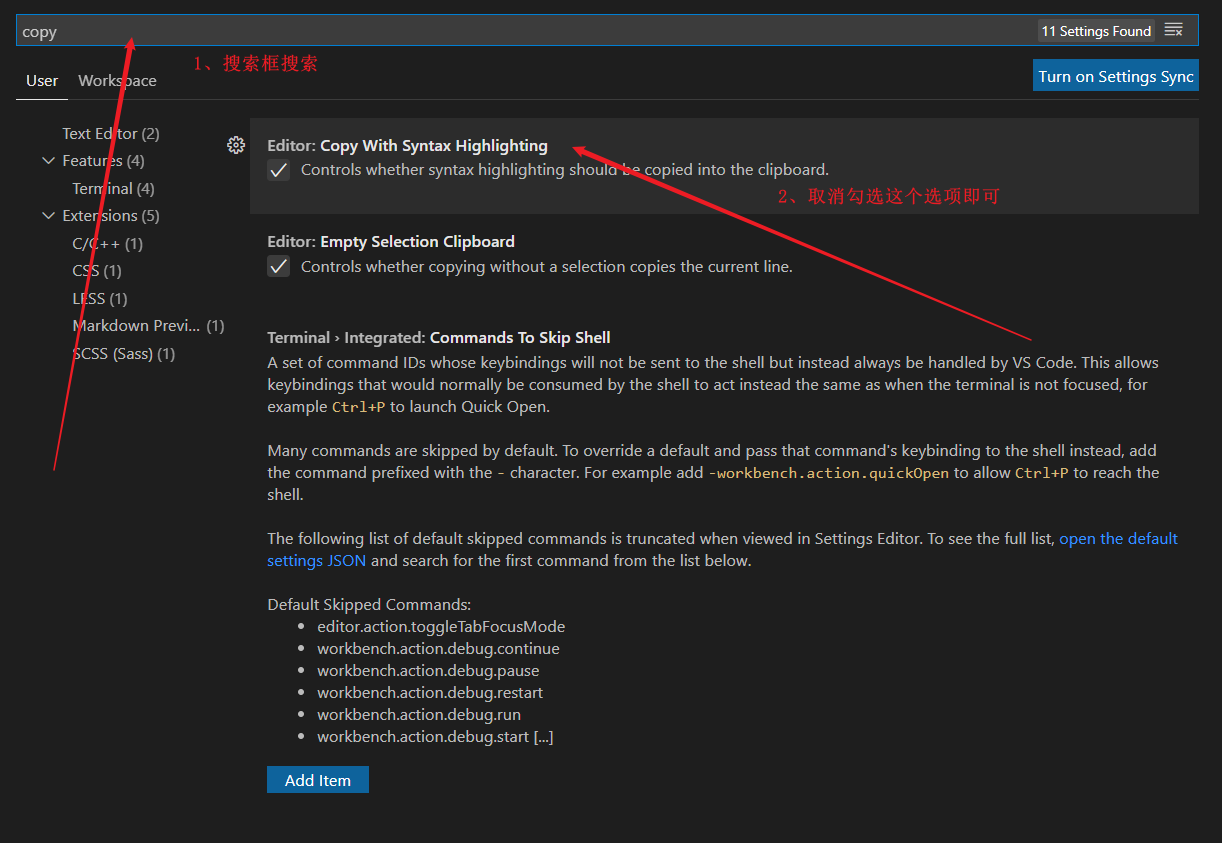 copy
11 Settings Found
1、搜索框搜索
User Workspace
Turn on Settings Sync
Text Editor (2)
Features (4)
Terminal (4)
Extensions (5)
C/C++ (1)
CSS (1)
LESS (1)
Markdown Previ... (1)
SCSS (Sass) (1)
Editor: Copy With Syntax Highlighting
Controls whether syntax highlighting should be copied into the clipboard.
2、取消勾选这个选项即可
Editor: Empty Selection Clipboard
Controls whether copying without a selection copies the current line.
Terminal › Integrated: Commands To Skip Shell
A set of command IDs whose keybindings will not be sent to the shell but instead always be handled by VS Code. This allows
keybindings that would normally be consumed by the shell to act instead the same as when the terminal is not focused, for
example Ctrl+P to launch Quick Open.
Many commands are skipped by default. To override a default and pass that command's keybinding to the shell instead, add
the command prefixed with the - character. For example add -workbench.action.quickOpen to allow Ctrl+P to reach the
shell.
The following list of default skipped commands is truncated when viewed in Settings Editor. To see the full list, open the default
settings JSON and search for the first command from the list below.
Default Skipped Commands:
• editor.action.toggleTabFocusMode
• workbench.action.debug.continue
• workbench.action.debug.pause
• workbench.action.debug.restart
• workbench.action.debug.run
• workbench.action.debug.start [...]
Add Item